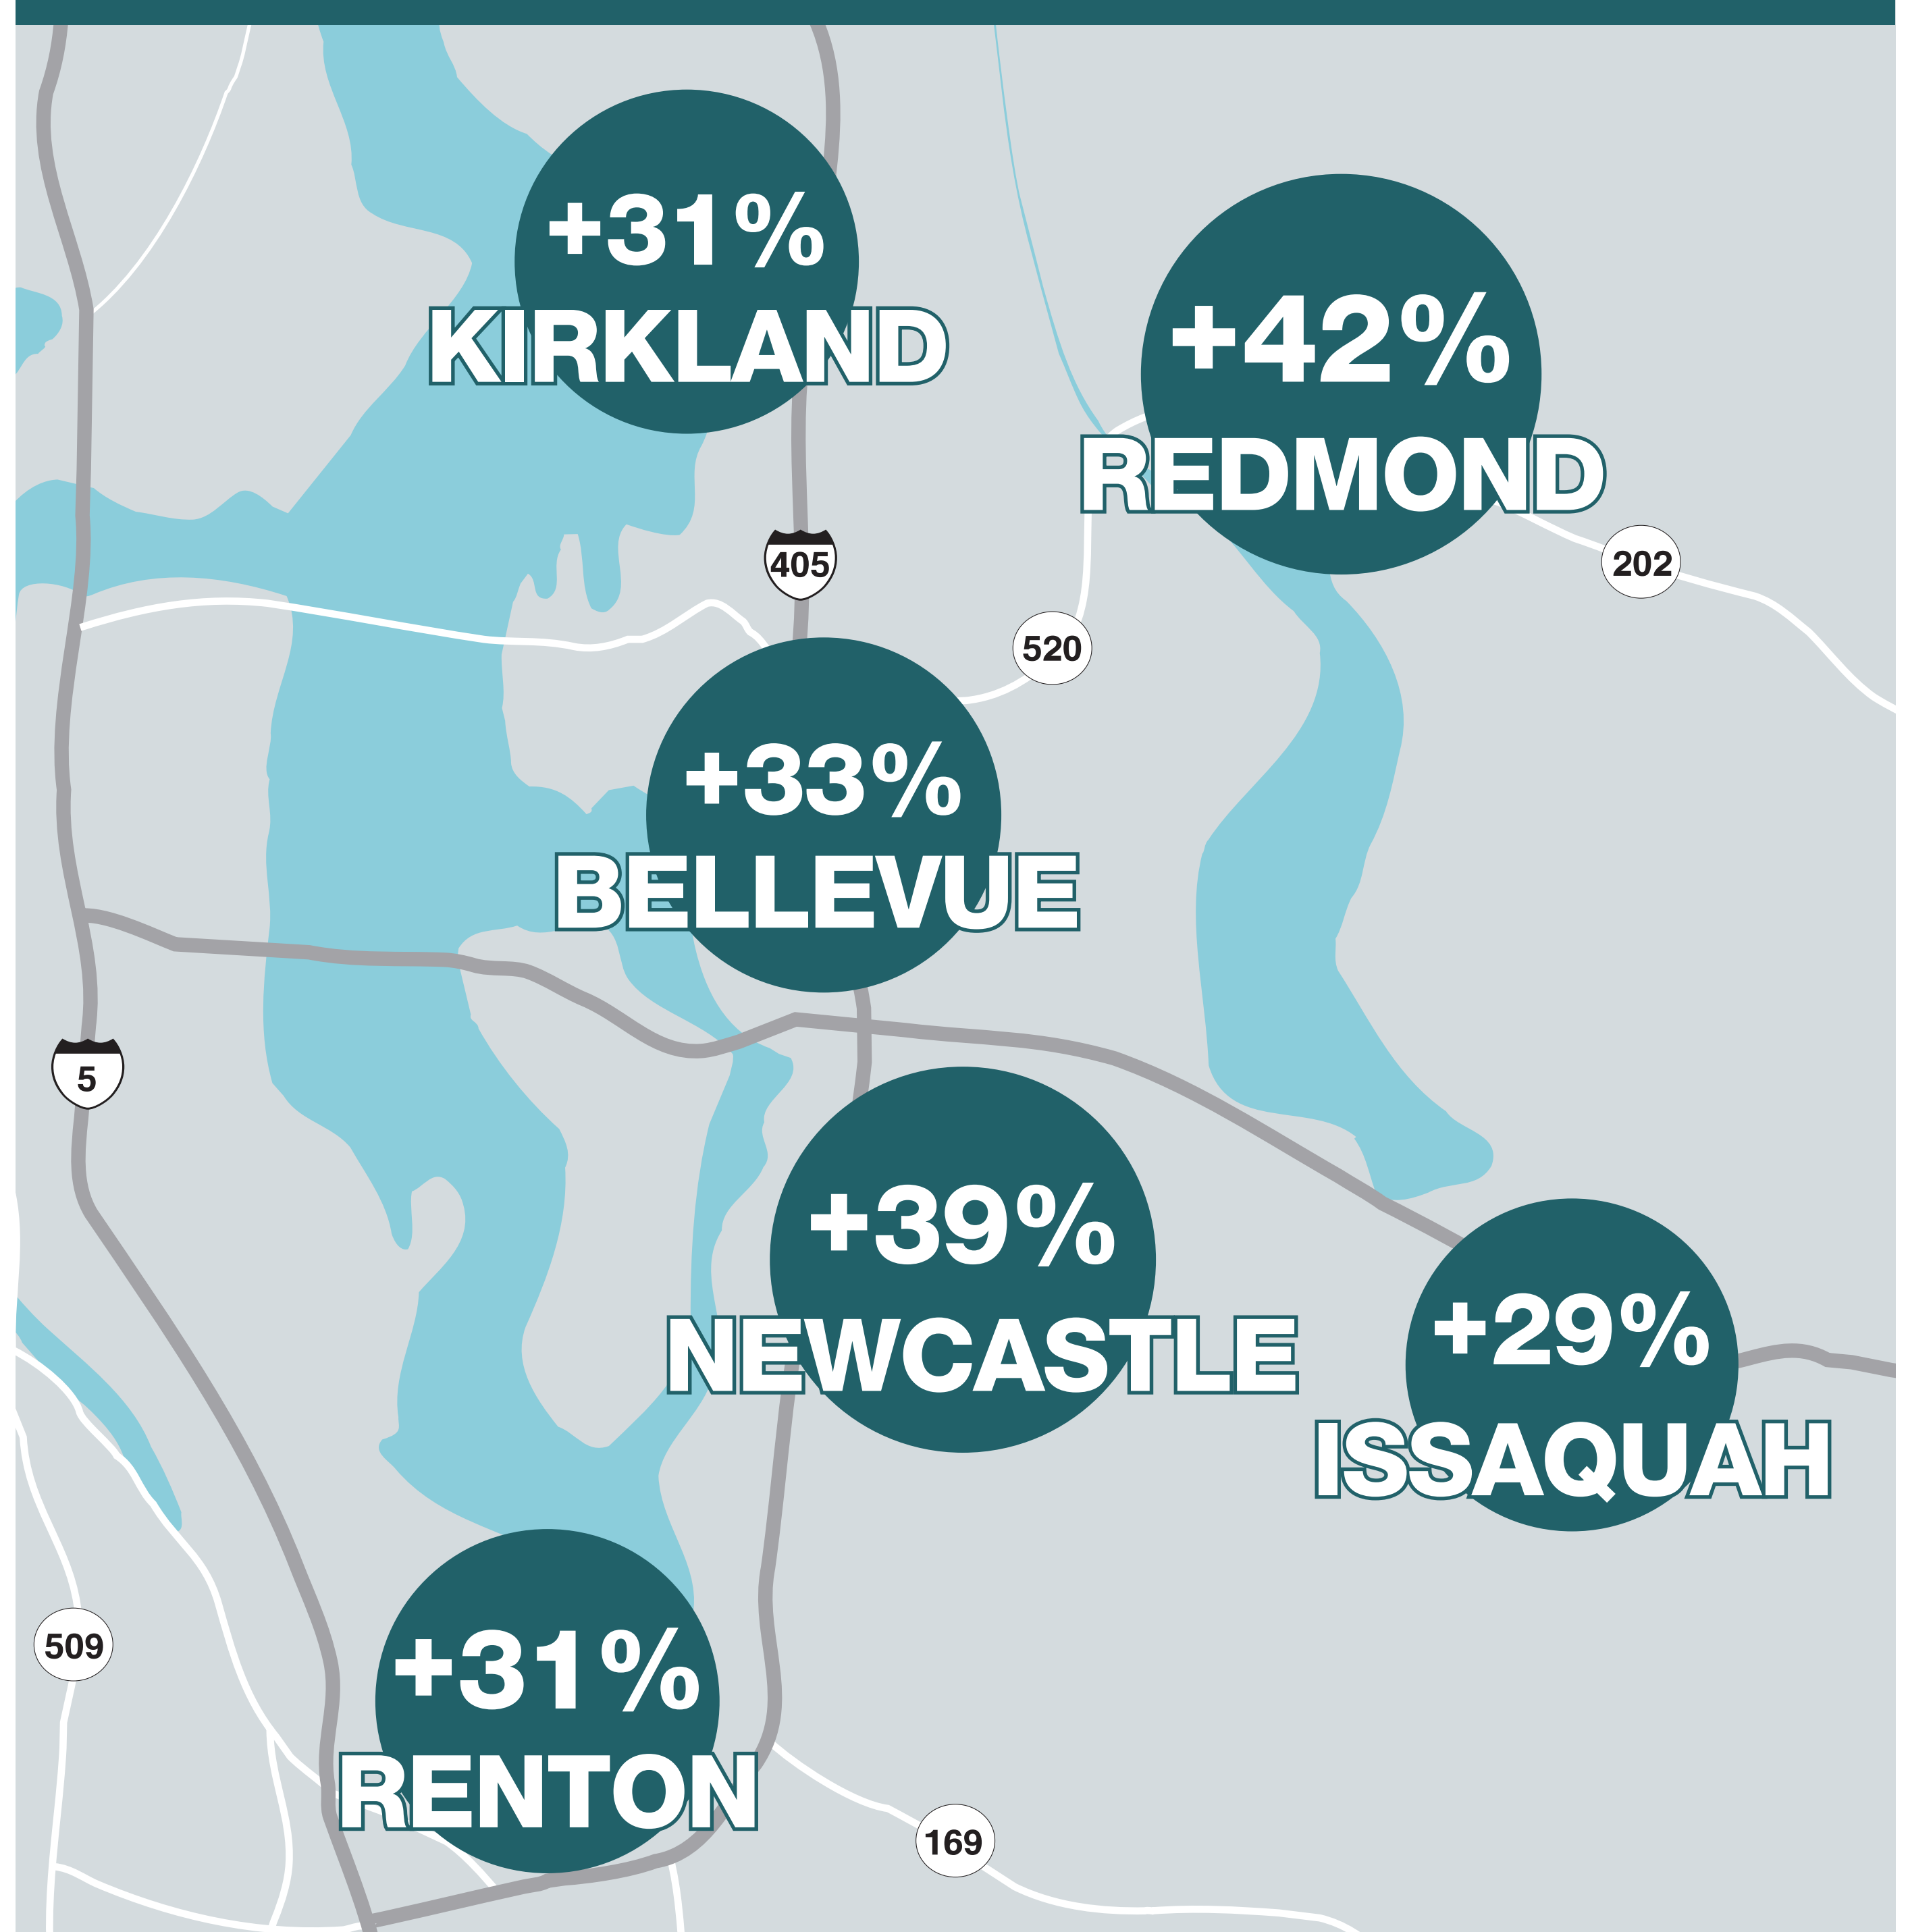 +31%
KIRKLAND
+42%
REDMOND
405
202
520
+33%
BELLEVUE
5
+39%
NEWCASTLE
+29%
ISSAQUAH
509
+31%
RENTON
169